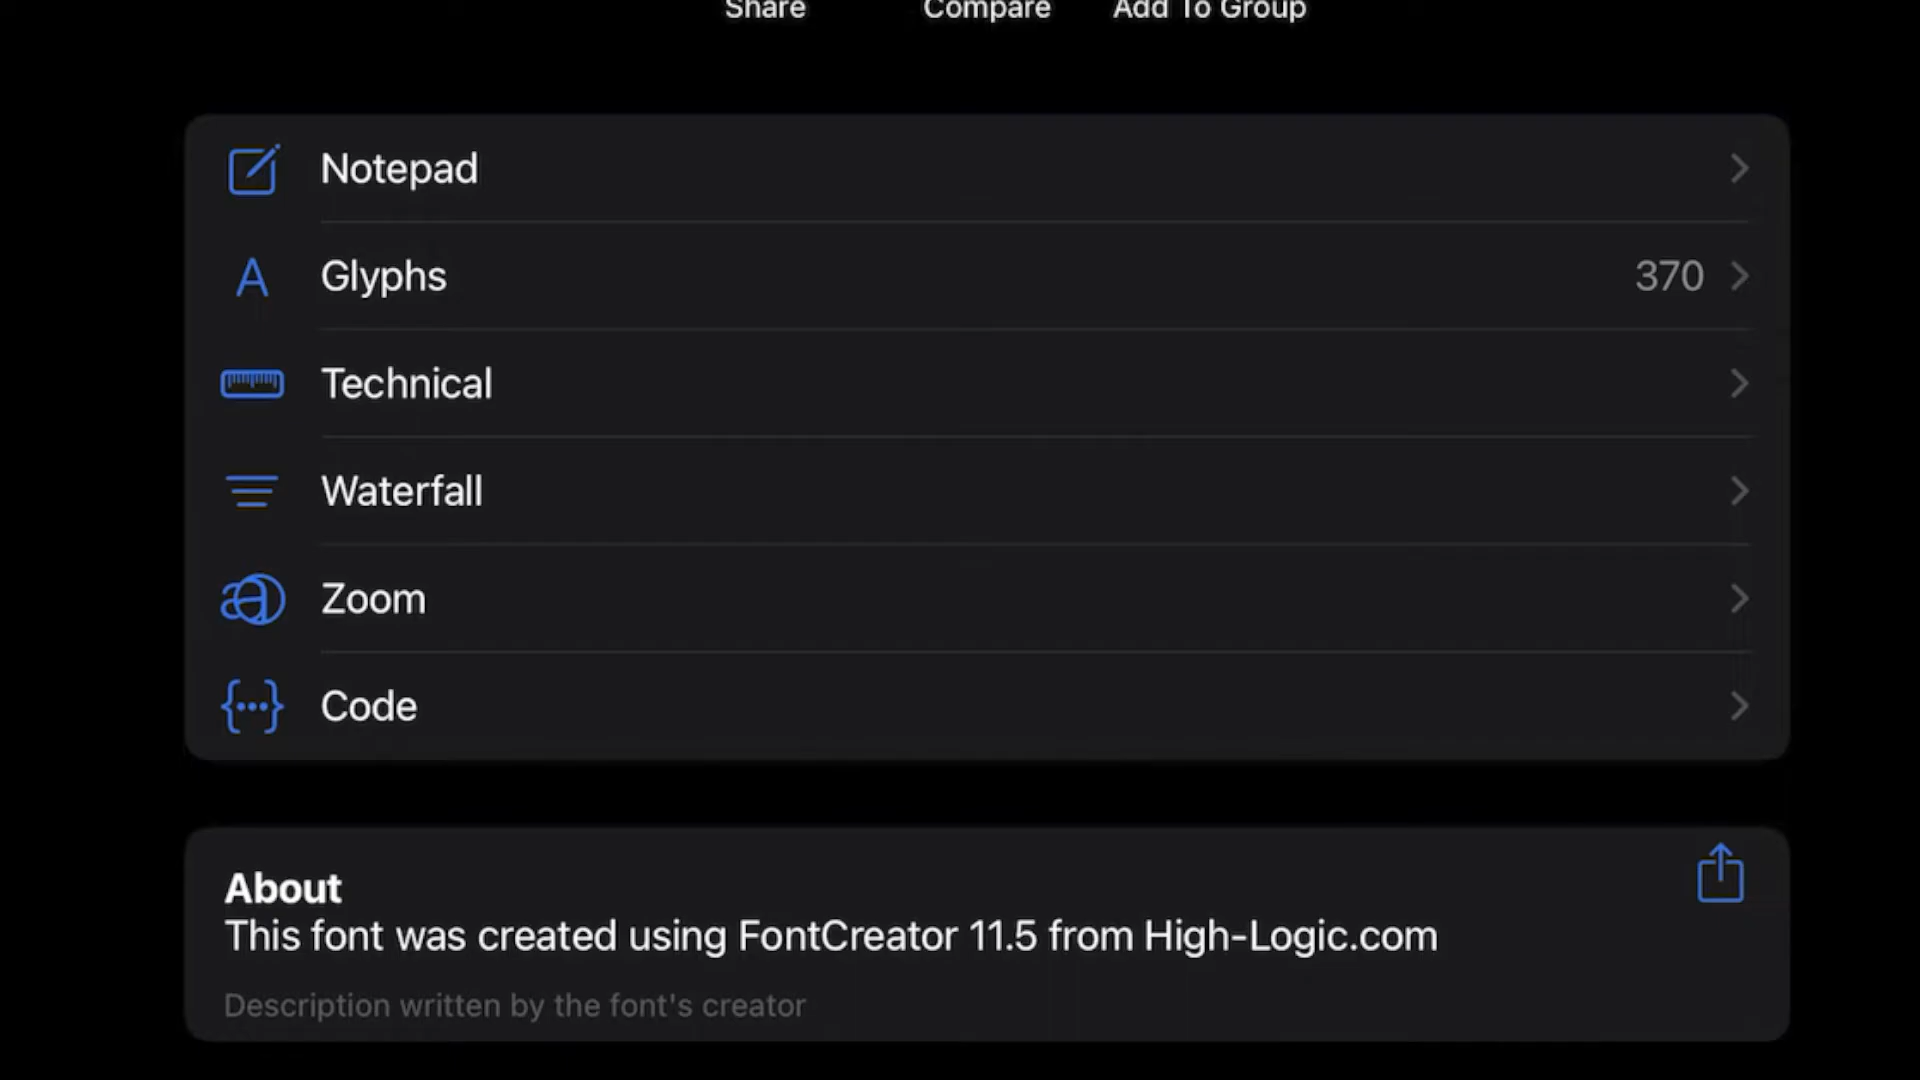 Share Compare Add To Group
Notepad
Glyphs 370
Technical
Waterfall
Zoom
Code
About
This font was created using FontCreator 11.5 from High-Logic.com
Description written by the font's creator